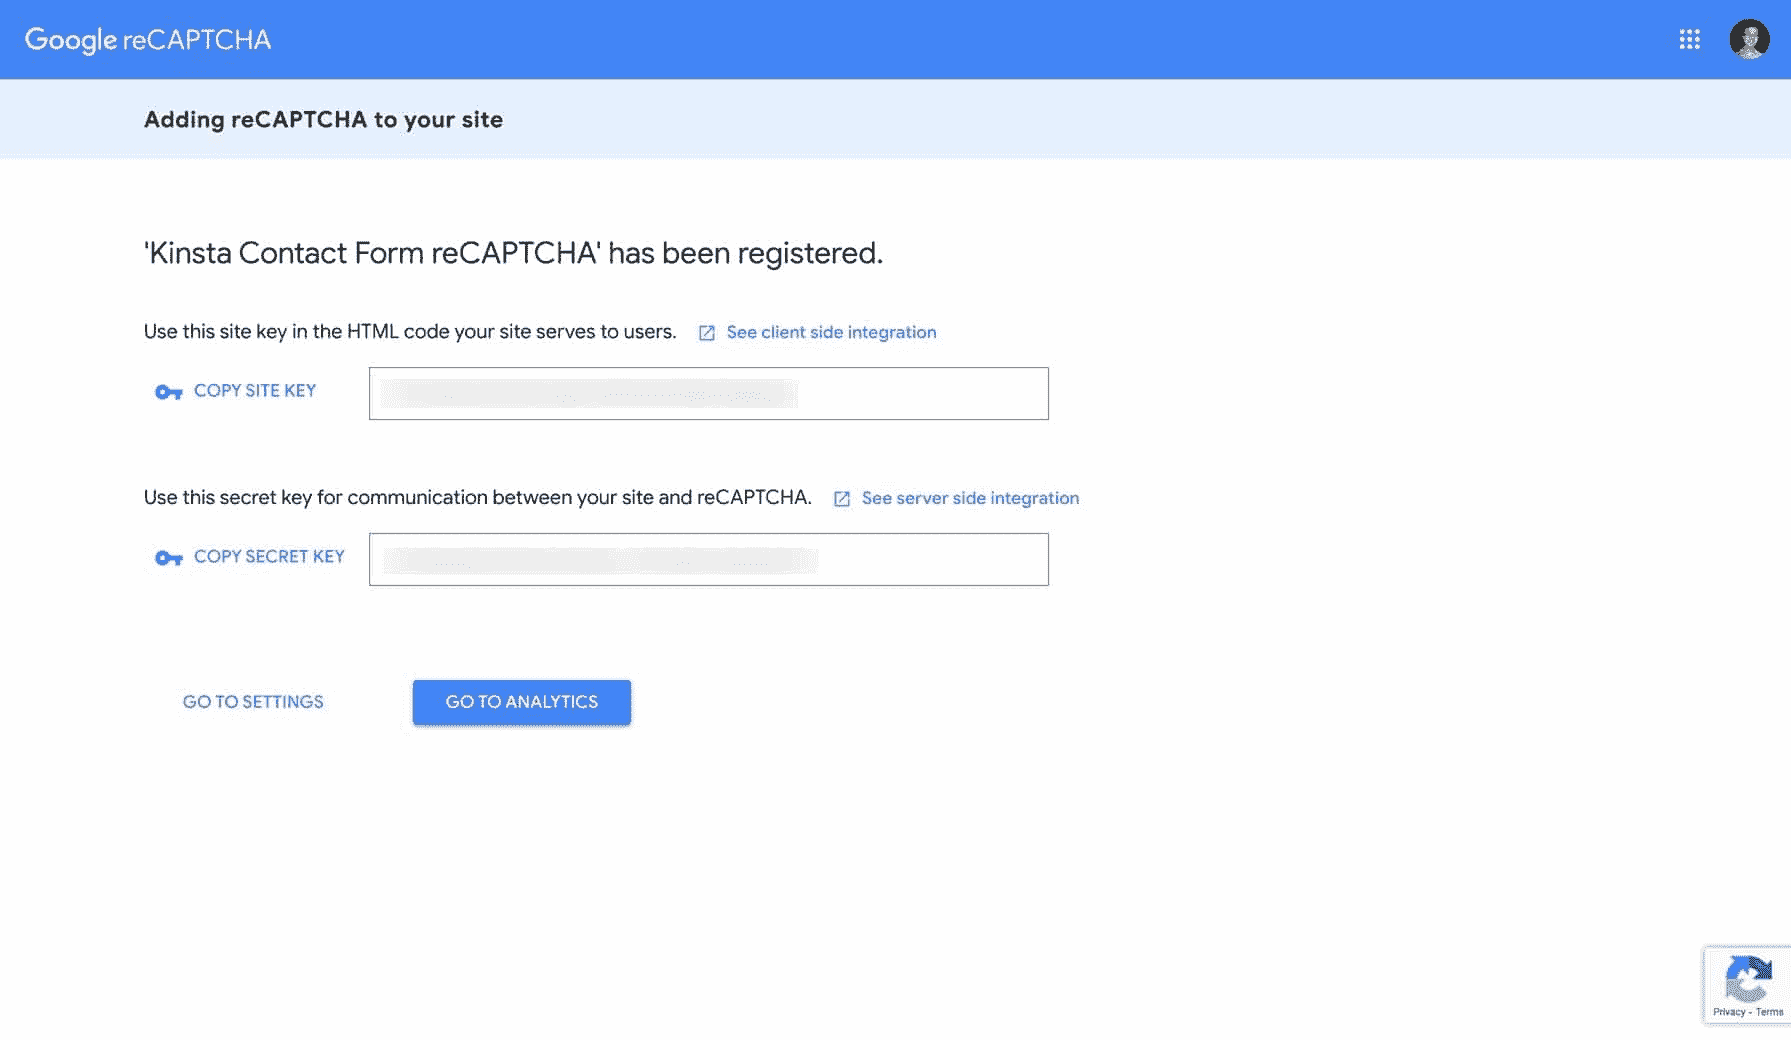 Google reCAPTCHA
Adding reCAPTCHA to your site
'Kinsta Contact Form reCAPTCHA' has been registered.
Use this site key in the HTML code your site serves to users. See client side integration
COPY SITE KEY
Use this secret key for communication between your site and reCAPTCHA. See server side integration
COPY SECRET KEY
GO TO SETTINGS GO TO ANALYTICS
Privacy - Terms